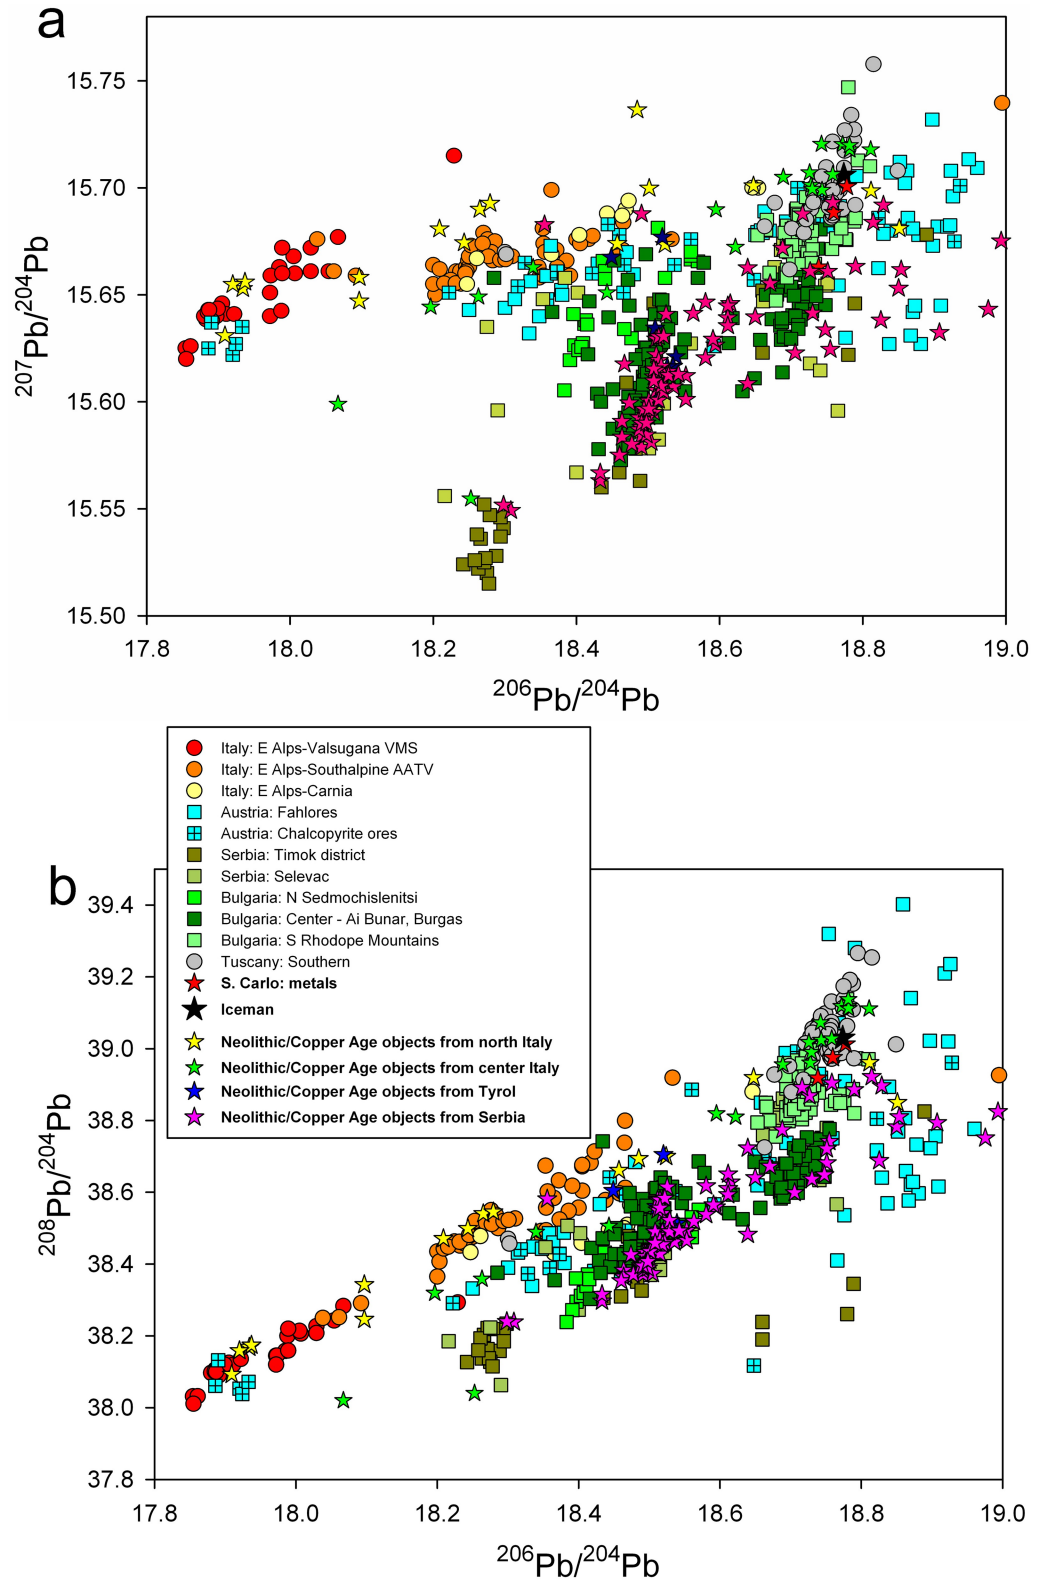 a
15.75
15.70
15.65
15.60
15.55
15.50
207Pb/204Pb
17.8 18.0 18.2 18.4 18.6 18.8 19.0
206Pb/204Pb
Italy: E Alps-Valsugana VMS
Italy: E Alps-Southalpine AATV
Italy: E Alps-Carnia
Austria: Fahlores
Austria: Chalcopyrite ores
Serbia: Timok district
Serbia: Selevac
Bulgaria: N Sedmochislenitsi
Bulgaria: Center - Ai Bunar, Burgas
Bulgaria: S Rhodope Mountains
Tuscany: Southern
S. Carlo: metals
Iceman
Neolithic/Copper Age objects from north Italy
Neolithic/Copper Age objects from center Italy
Neolithic/Copper Age objects from Tyrol
Neolithic/Copper Age objects from Serbia
b
39.4
39.2
39.0
38.8
38.6
38.4
38.2
38.0
37.8
208Pb/204Pb
17.8 18.0 18.2 18.4 18.6 18.8 19.0
206Pb/204Pb